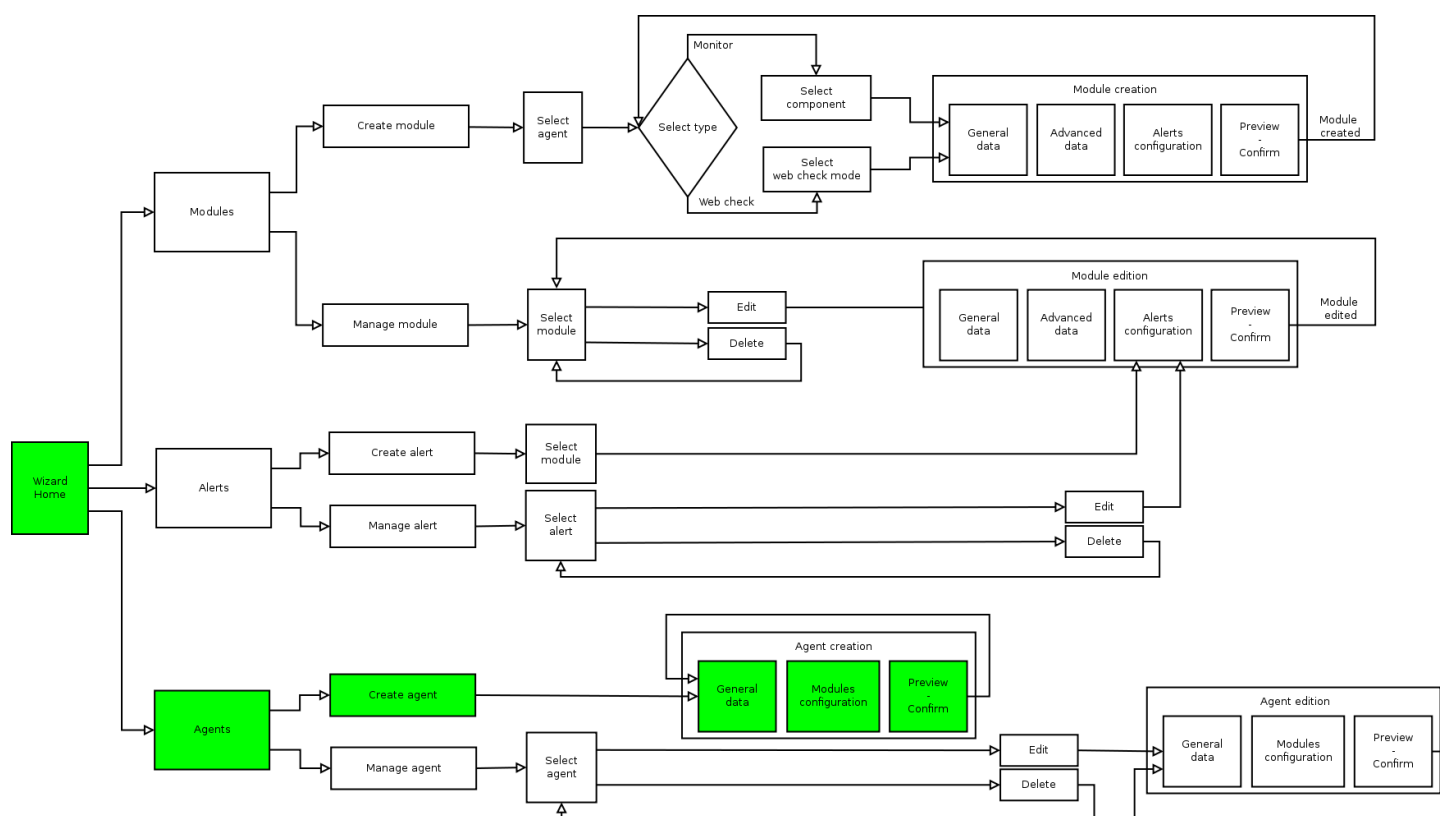 Monitor
Select
component
Module creation
Create module
Select
agent
Select type
General
data
Advanced
data
Alerts
configuration
Preview
-
Confirm
Module
created
Select
web check mode
Web check
Modules
Module edition
Manage module
Select
module
Edit
Delete
General
data
Advanced
data
Alerts
configuration
Preview
-
Confirm
Module
edited
Wizard
Home
Alerts
Create alert
Select
module
Manage alert
Select
alert
Edit
Delete
Agents
Create agent
Agent creation
General
data
Modules
configuration
Preview
-
Confirm
Manage agent
Select
agent
Edit
Delete
Agent edition
General
data
Modules
configuration
Preview
-
Confirm